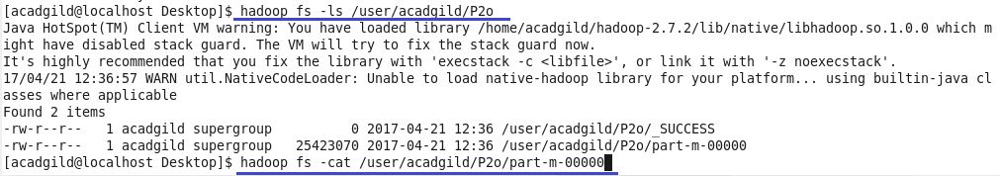 [acadgild@localhost Desktop]$ hadoop fs -ls /user/acadgild/P2o
Java HotSpot(TM) Client VM warning: You have loaded library /home/acadgild/hadoop-2.7.2/lib/native/libhadoop.so.1.0.0 which m
ight have disabled stack guard. The VM will try to fix the stack guard now.
It's highly recommended that you fix the library with 'execstack -c <libfile>', or link it with '-z noexecstack'.
17/04/21 12:36:57 WARN util.NativeCodeLoader: Unable to load native-hadoop library for your platform... using builtin-java cl
asses where applicable
Found 2 items
-rw-r--r--   1 acadgild supergroup          0 2017-04-21 12:36 /user/acadgild/P2o/_SUCCESS
-rw-r--r--   1 acadgild supergroup   25423070 2017-04-21 12:36 /user/acadgild/P2o/part-m-00000
[acadgild@localhost Desktop]$ hadoop fs -cat /user/acadgild/P2o/part-m-00000